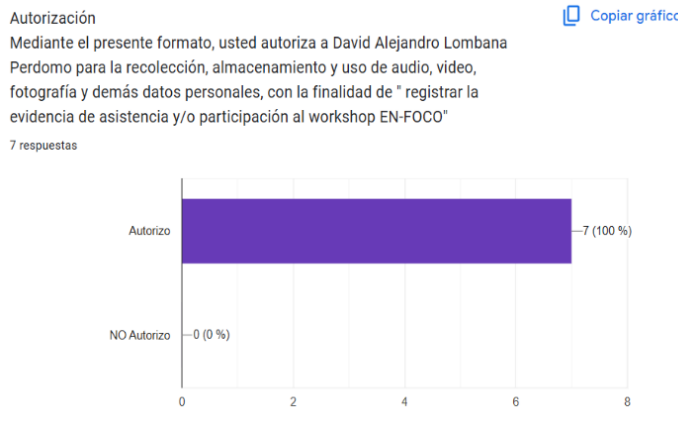 Autorización
Copiar gráfico
Mediante el presente formato, usted autoriza a David Alejandro Lombana
Perdomo para la recolección, almacenamiento y uso de audio, video,
fotografía y demás datos personales, con la finalidad de " registrar la
evidencia de asistencia y/o participación al workshop EN-FOCO"
7 respuestas
Autorizo
7 (100 %)
NO Autorizo
0 (0 %)
0 2 4 6 8